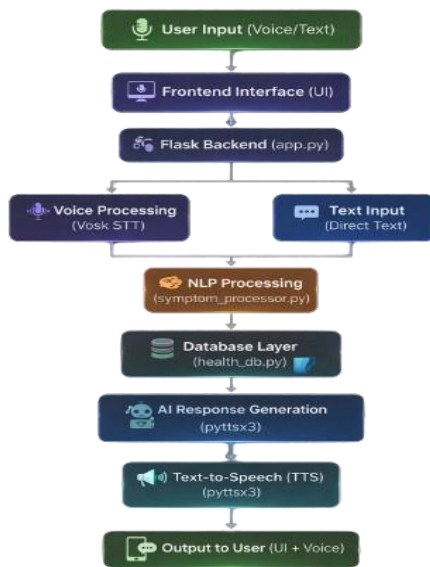 User Input (Voice/Text)
Frontend Interface (UI)
Flask Backend (app.py)
Voice Processing
(Vosk STT)
Text Input
(Direct Text)
NLP Processing
(symptom_processor.py)
Database Layer
(health_db.py)
AI Response Generation
(pyttsx3)
Text-to-Speech (TTS)
(pyttsx3)
Output to User (UI + Voice)